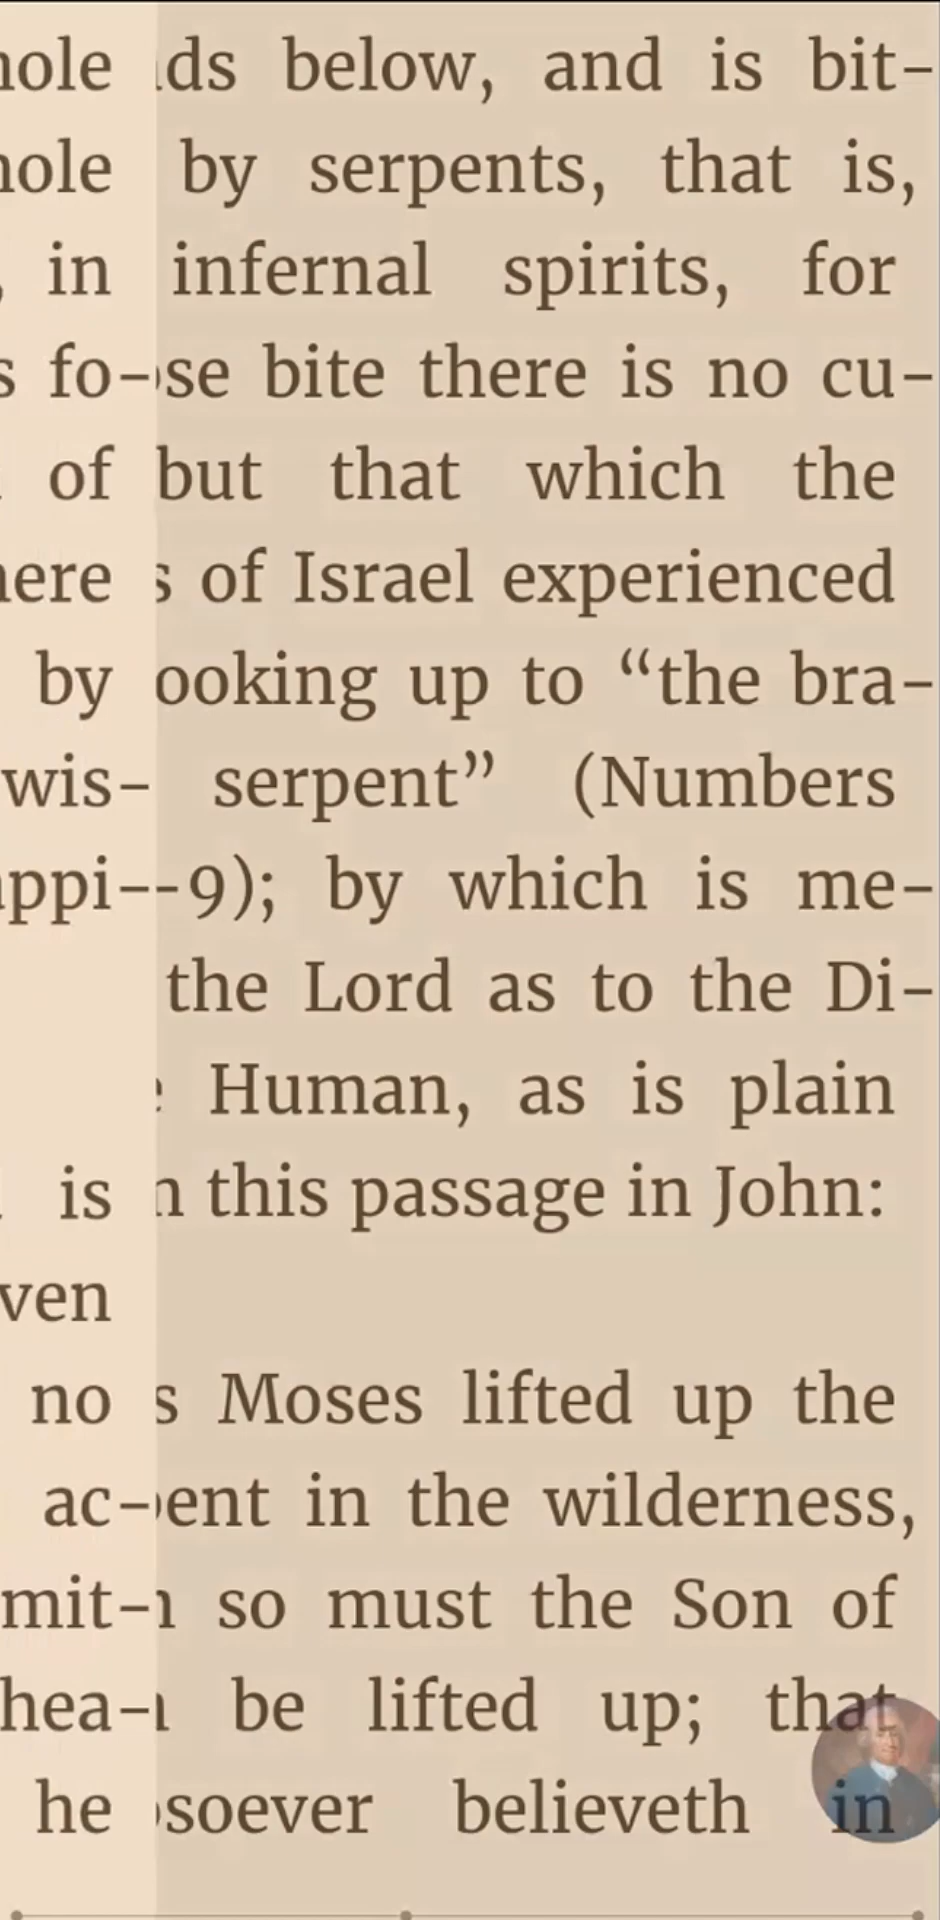 hole ds below, and is bit-
hole by serpents, that is,
, in infernal spirits, for
s fo- se bite there is no cu-
of but that which the
here s of Israel experienced
by ooking up to “the bra-
wis- serpent” (Numbers
appi- -9); by which is me-
the Lord as to the Di-
e Human, as is plain
is n this passage in John:
ven
no s Moses lifted up the
ac- ent in the wilderness,
mit- n so must the Son of
hea- n be lifted up; that
he soever believeth in